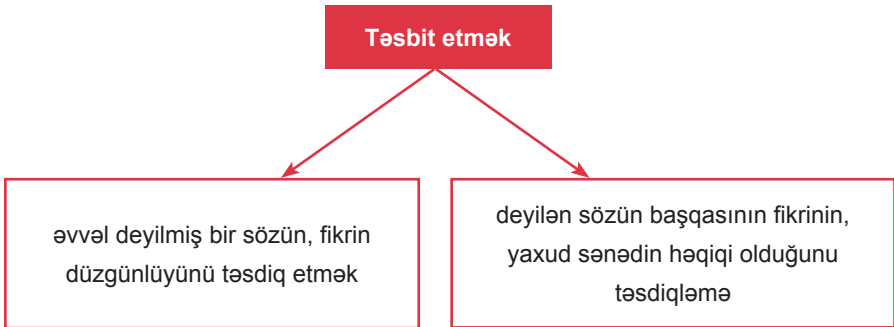 Təsbit etmək
əvvəl deyilmiş bir sözün, fikrin
düzgünlüyünü təsdiq etmək
deyilən sözün başqasının fikrinin,
yaxud sənədin həqiqi olduğunu
təsdiqləmə